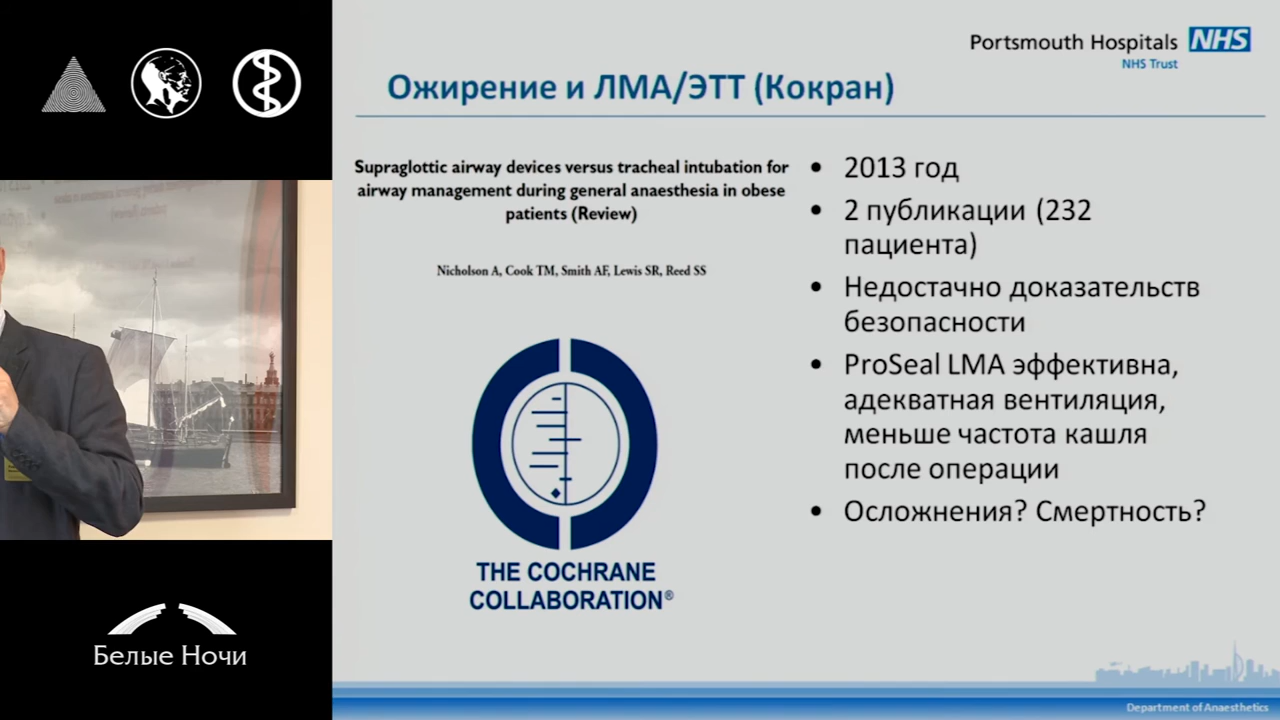 Portsmouth Hospitals NHS
NHS Trust
Ожирение и ЛМА/ЭТТ (Кокран)
Supraglottic airway devices versus tracheal intubation for
airway management during general anaesthesia in obese
patients (Review)
Nicholson A, Cook TM, Smith AF, Lewis SR, Reed SS
THE COCHRANE
COLLABORATION®
• 2013 год
• 2 публикации (232
пациента)
• Недостачно доказательств
безопасности
• ProSeal LMA эффективна,
адекватная вентиляция,
меньше частота кашля
после операции
• Осложнения? Смертность?
Белые Ночи
Department of Anaesthetics